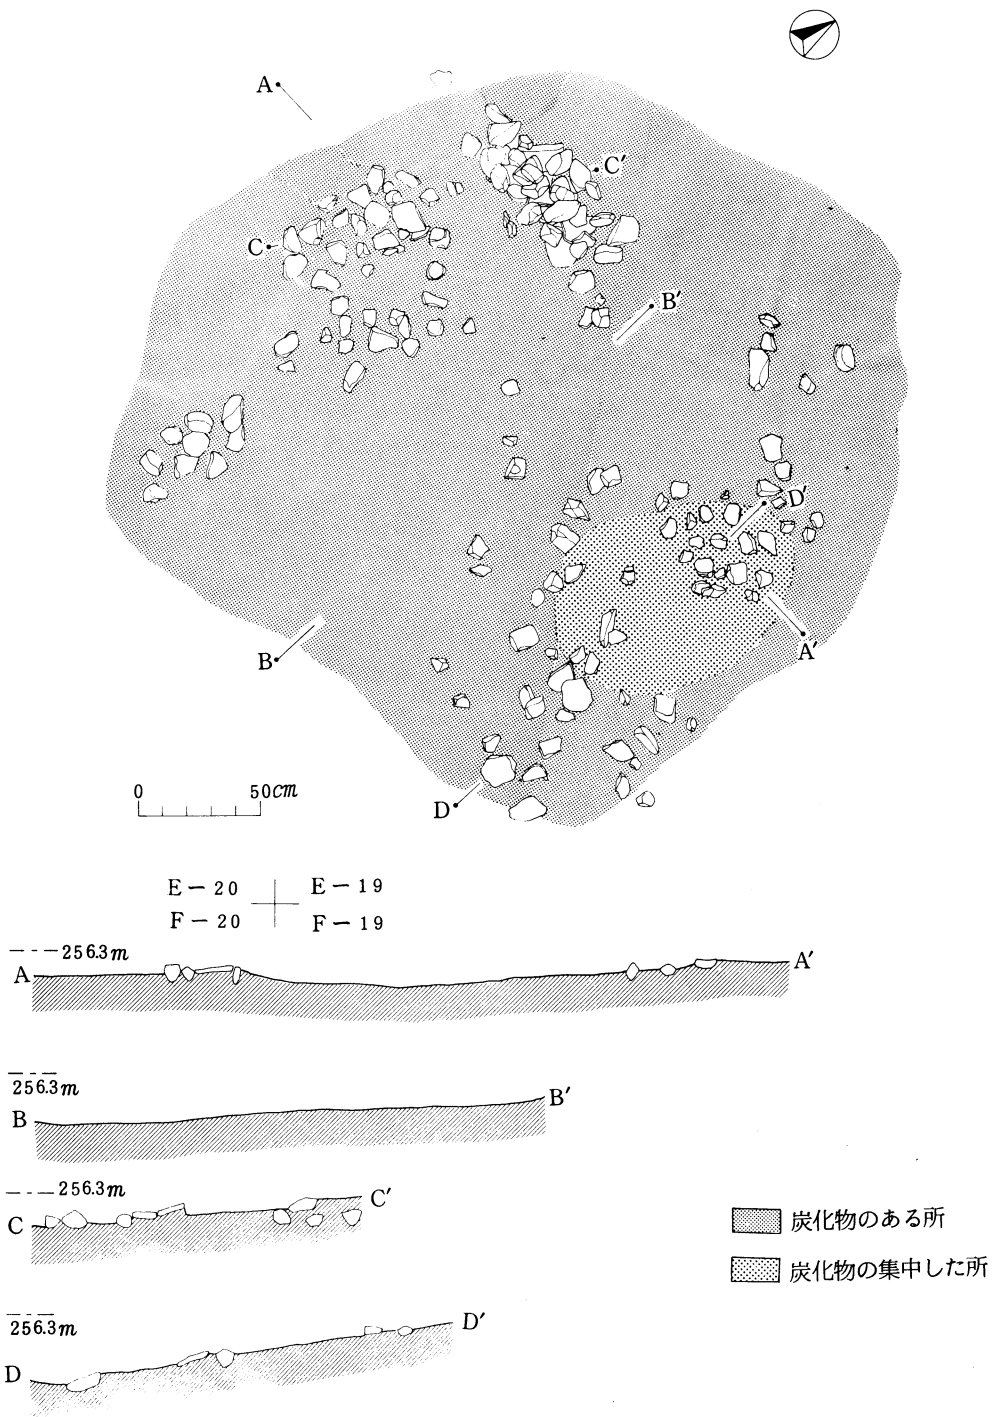 A
C′
C
B′
D′
A′
B
D
0 50cm
E－20 E－19
F－20 F－19
256.3m
A A′
256.3m
B B′
256.3m
C C′
256.3m
D D′
炭化物のある所
炭化物の集中した所